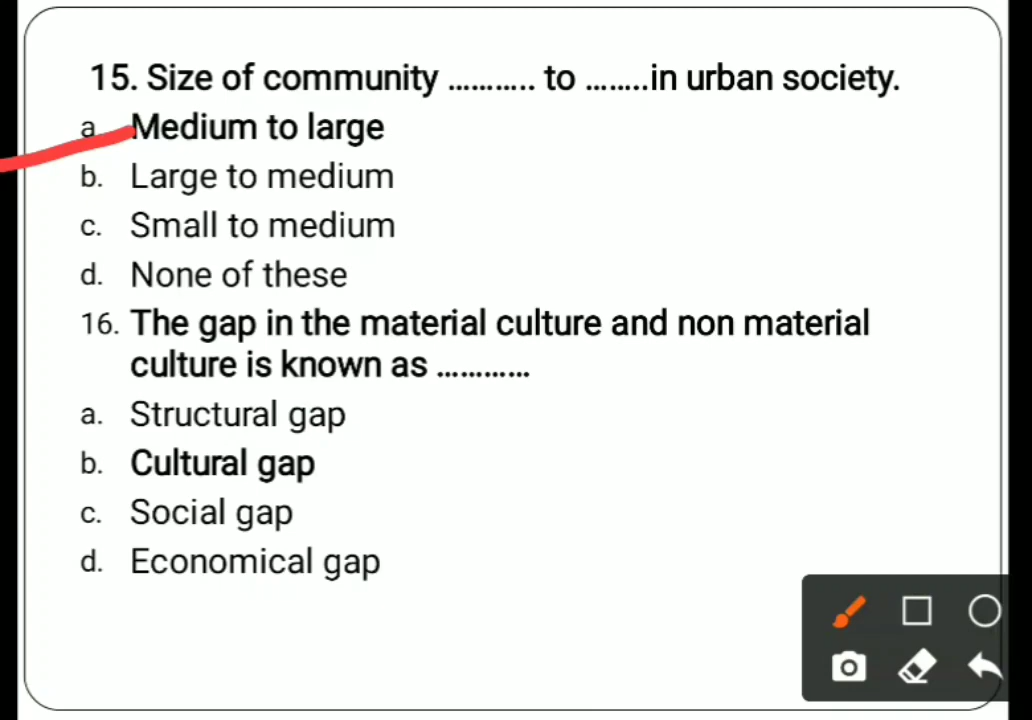 15. Size of community ........... to ........in urban society.
a. Medium to large
b. Large to medium
c. Small to medium
d. None of these
16. The gap in the material culture and non material
culture is known as ............
a. Structural gap
b. Cultural gap
c. Social gap
d. Economical gap